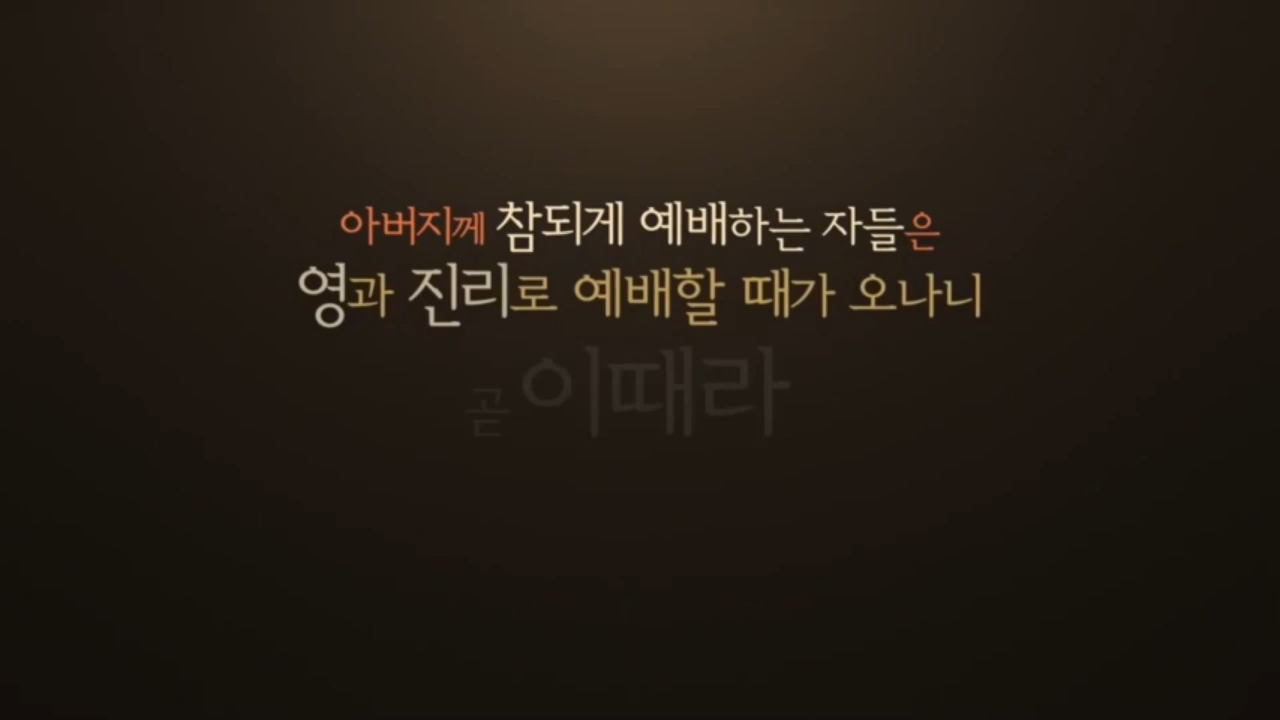 아버지께 참되게 예배하는 자들은
영과 진리로 예배할 때가 오나니
곧 이때라